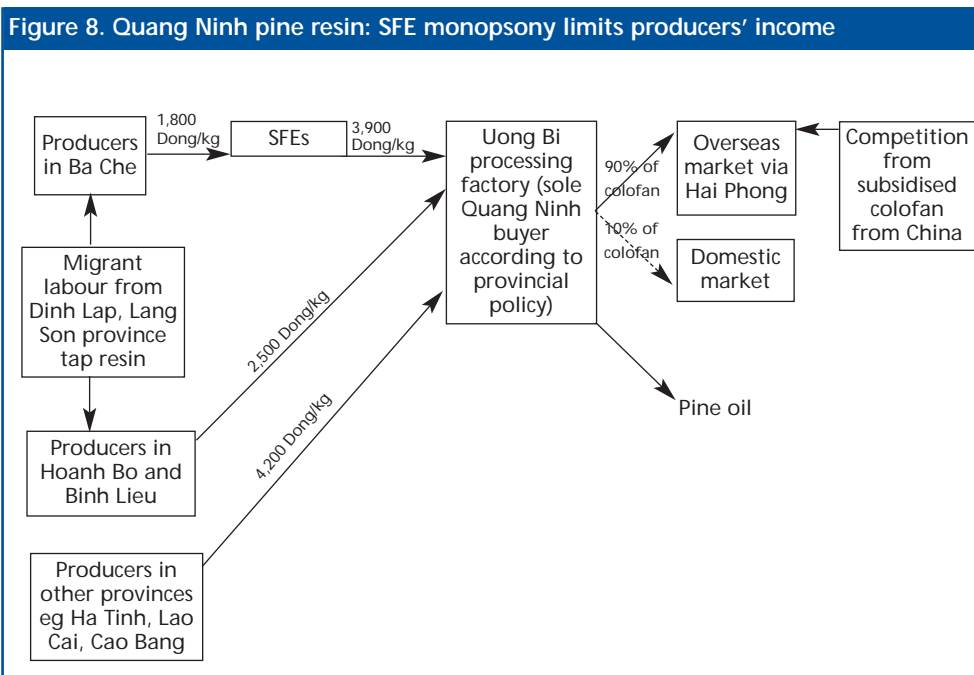 Figure 8. Quang Ninh pine resin: SFE monopsony limits producers’ income
Producers
in Ba Che
1,800
Dong/kg
SFEs
3,900
Dong/kg
Uong Bi
processing
factory (sole
Quang Ninh
buyer
according to
provincial
policy)
90% of
colofan
10% of
colofan
Overseas
market via
Hai Phong
Competition
from
subsidised
colofan
from China
Domestic
market
Migrant
labour from
Dinh Lap, Lang
Son province
tap resin
2,500 Dong/kg
4,200 Dong/kg
Pine oil
Producers in
Hoanh Bo and
Binh Lieu
Producers in
other provinces
eg Ha Tinh, Lao
Cai, Cao Bang